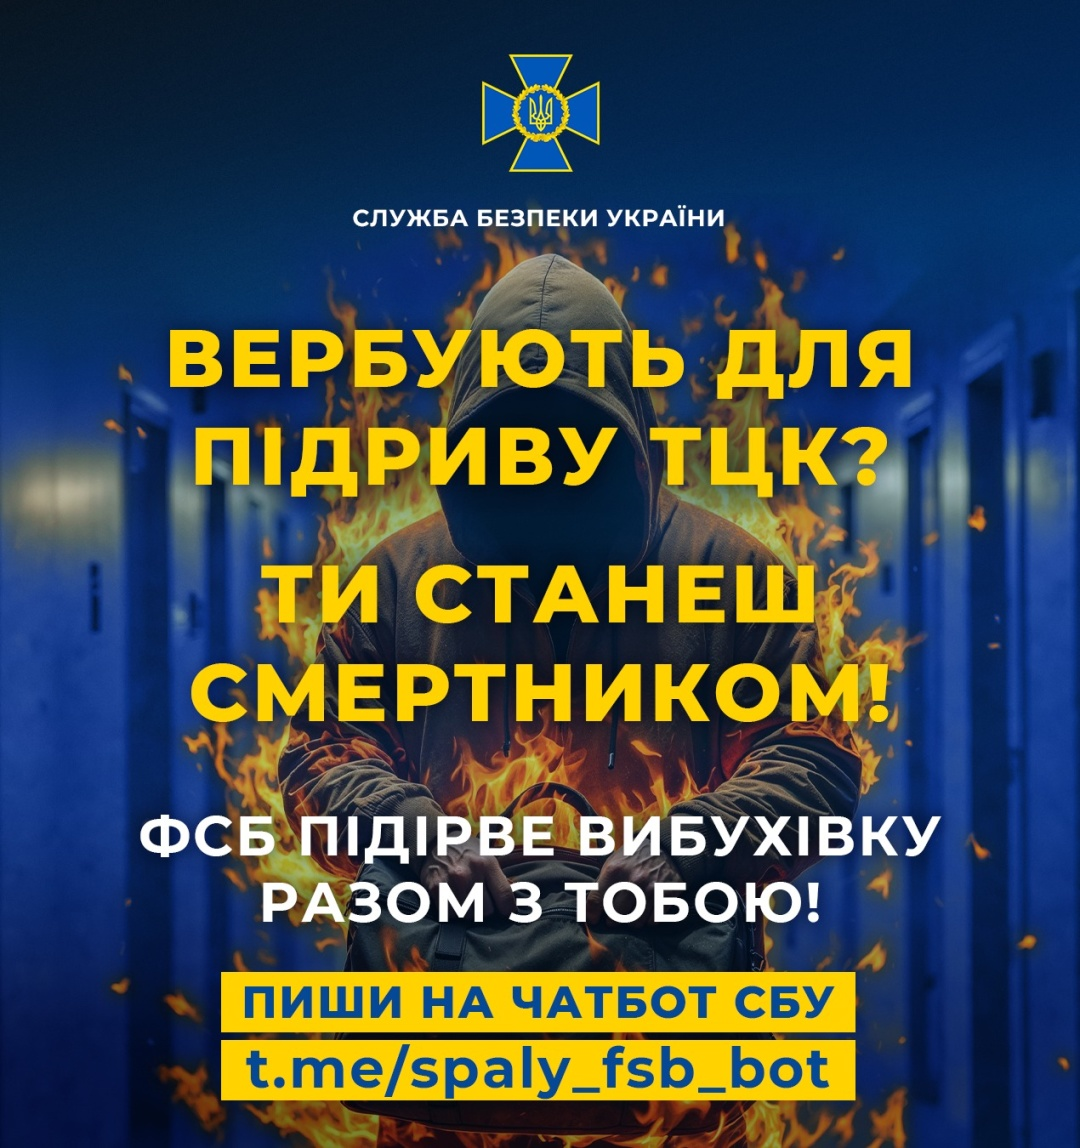 СЛУЖБА БЕЗПЕКИ УКРАЇНИ
ВЕРБУЮТЬ ДЛЯ
ПІДРИВУ ТЦК?
ТИ СТАНЕШ
СМЕРТНИКОМ!
ФСБ ПІДІРВЕ ВИБУХІВКУ
РАЗОМ З ТОБОЮ!
ПИШИ НА ЧАТБОТ СБУ
t.me/spaly_fsb_bot